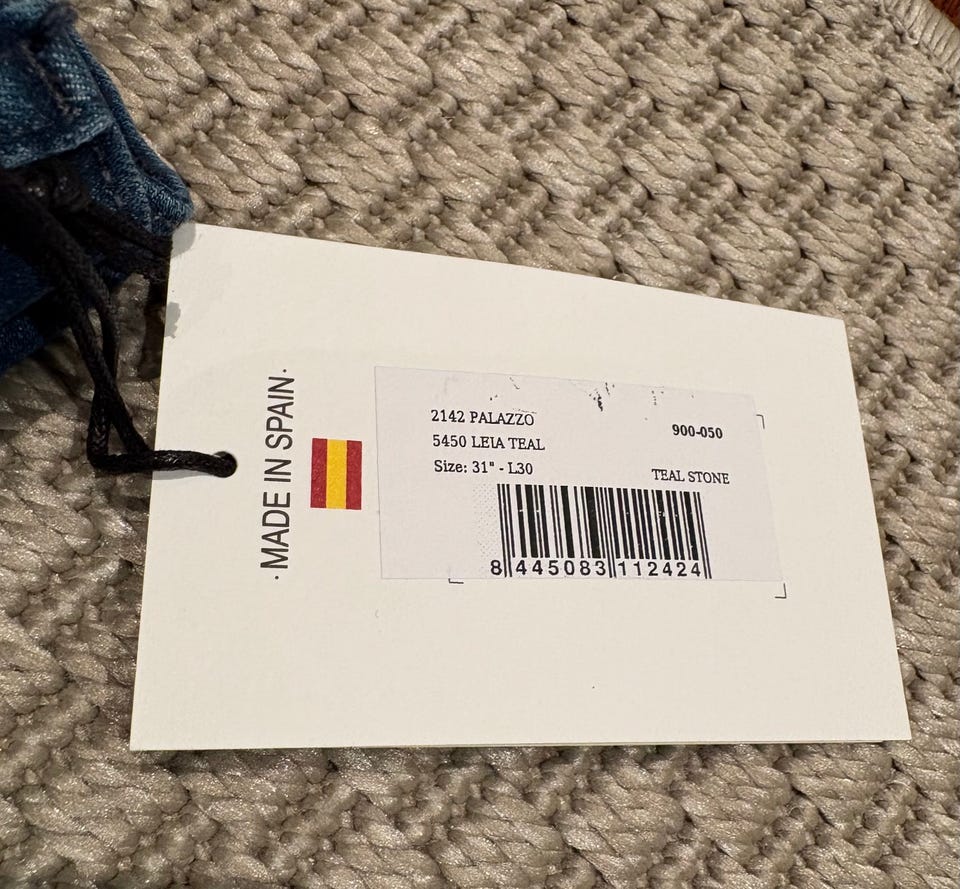 ·MADE IN SPAIN·
2142 PALAZZO
900-050
5450 LEIA TEAL
Size: 31" - L30
TEAL STONE
8 445083 112424